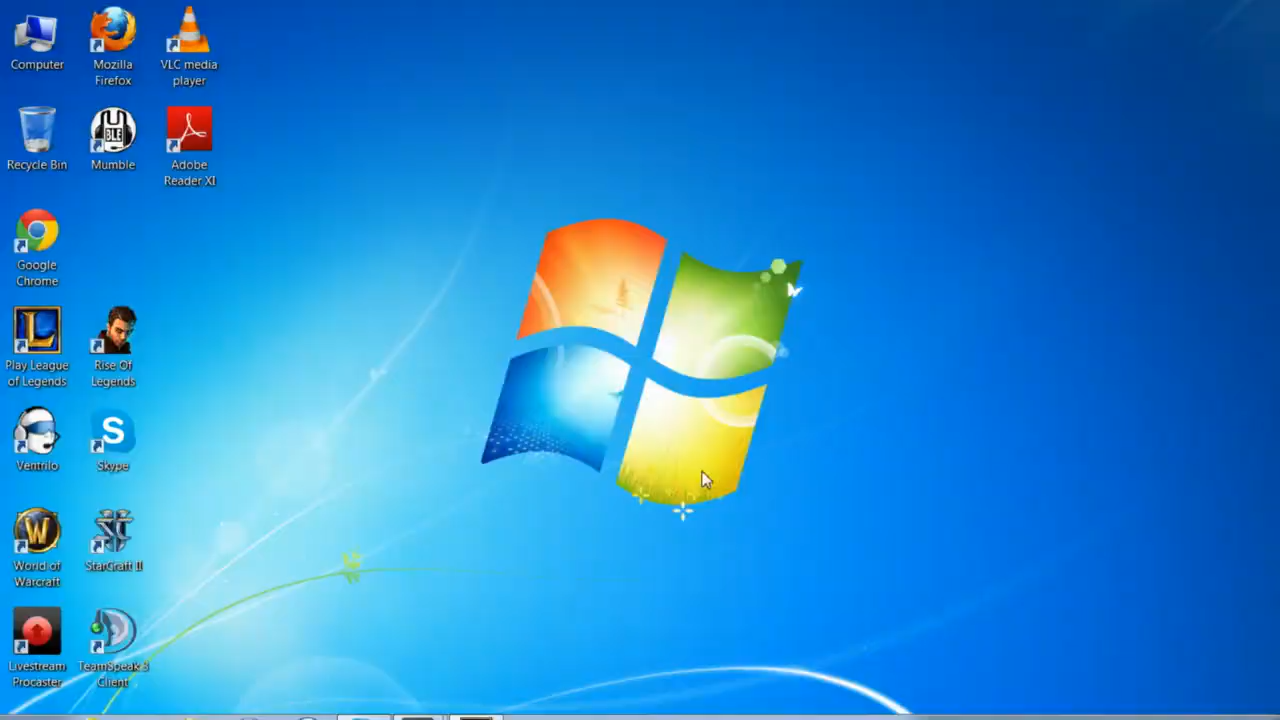 Computer
Mozilla
Firefox
VLC media
player
Recycle Bin
BLE
Mumble
Adobe
Reader XI
Google
Chrome
L
Play League
of Legends
Rise Of
Legends
Ventrilo
S
Skype
W
World of
Warcraft
StarCraft II
Livestream
Procaster
TeamSpeak 3
Client